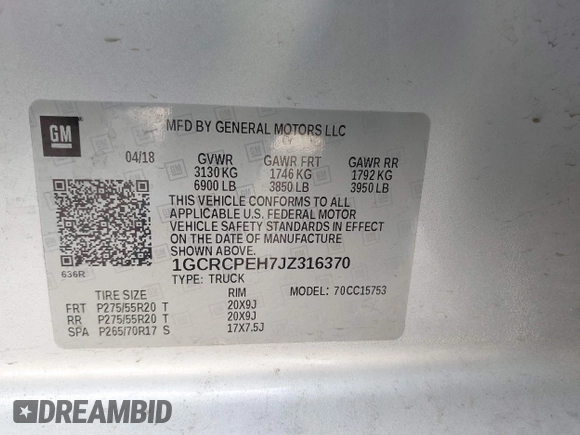 GM
MFD BY GENERAL MOTORS LLC
04/18 GVWR GAWR FRT GAWR RR
3130 KG 1746 KG 1792 KG
6900 LB 3850 LB 3950 LB
THIS VEHICLE CONFORMS TO ALL
APPLICABLE U.S. FEDERAL MOTOR
VEHICLE SAFETY STANDARDS IN EFFECT
ON THE DATE OF MANUFACTURE
SHOWN ABOVE.
636R
1GCRCPEH7JZ316370
TYPE: TRUCK
TIRE SIZE RIM MODEL: 70CC15753
FRT P275/55R20 T 20X9J
RR P275/55R20 T 20X9J
SPA P265/70R17 S 17X7.5J
DREAMBID